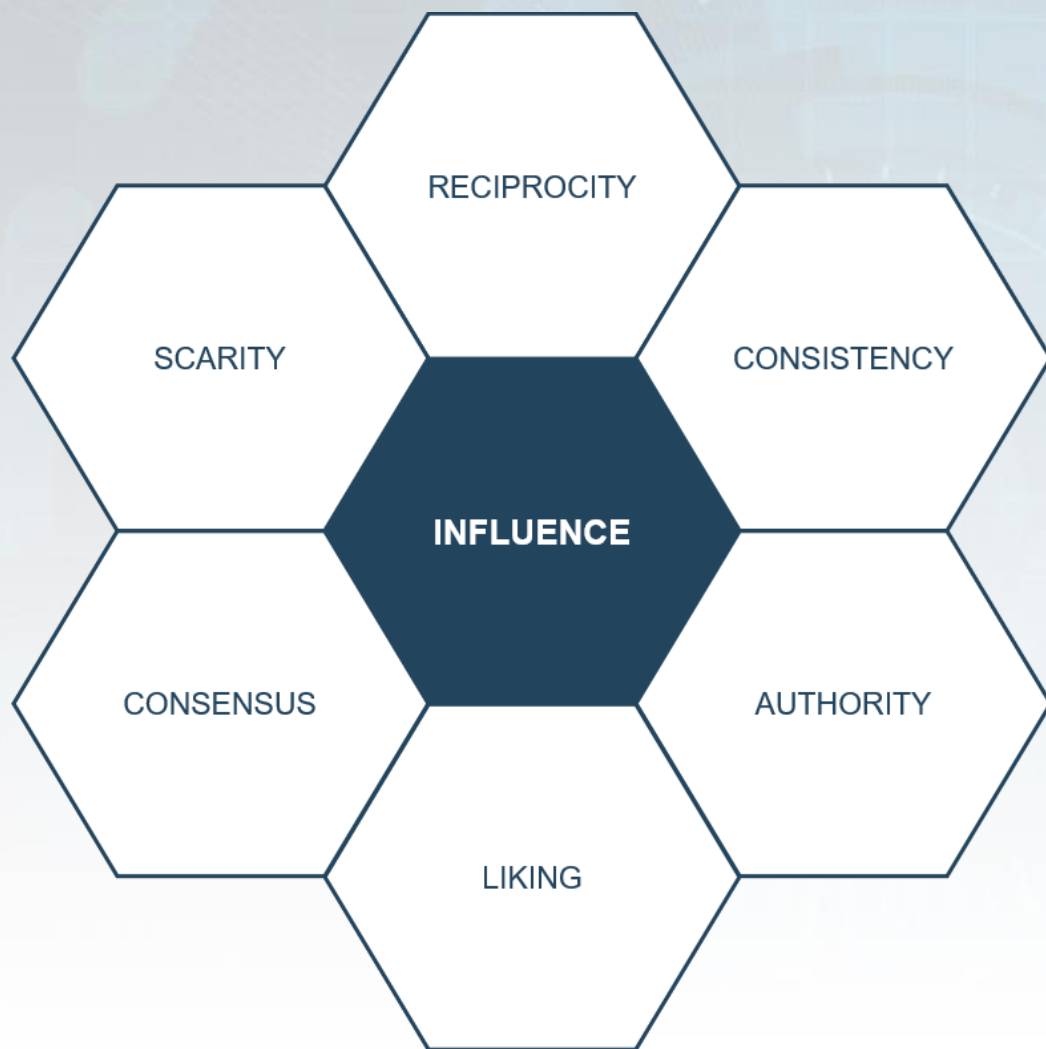 RECIPROCITY
SCARITY
CONSISTENCY
INFLUENCE
CONSENSUS
AUTHORITY
LIKING